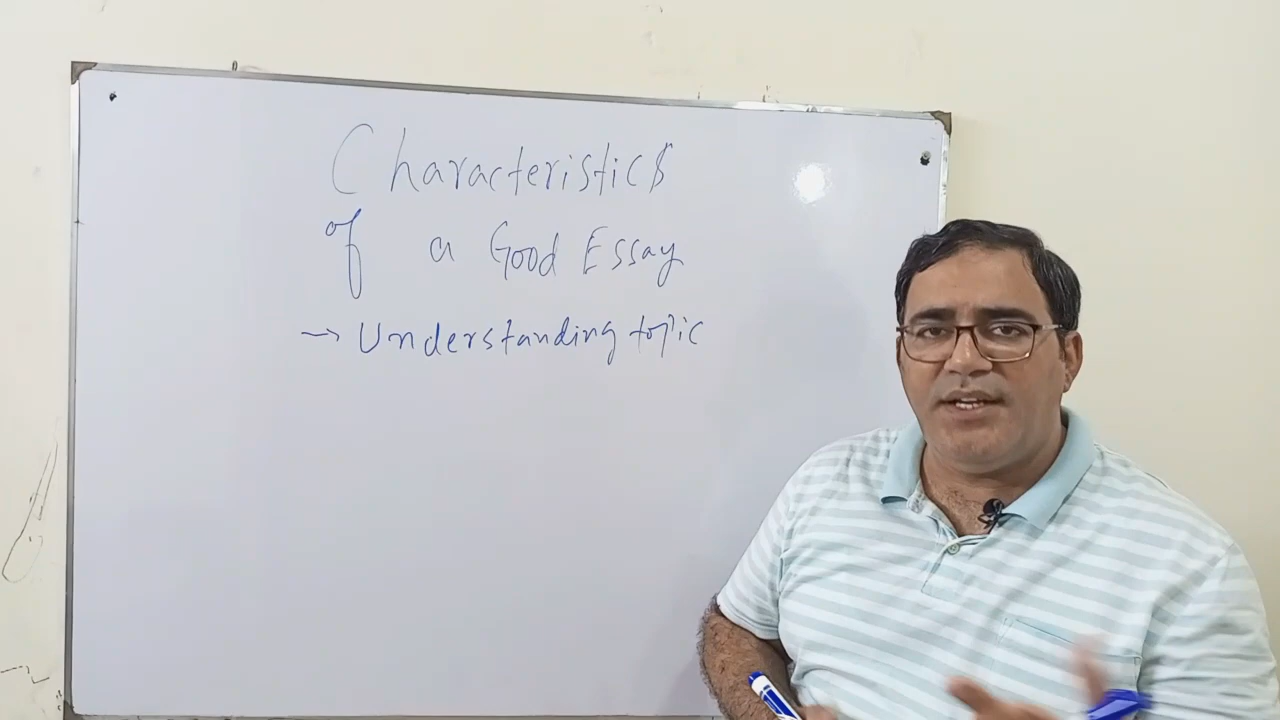 Characteristics
of a Good Essay
→ Understanding topic